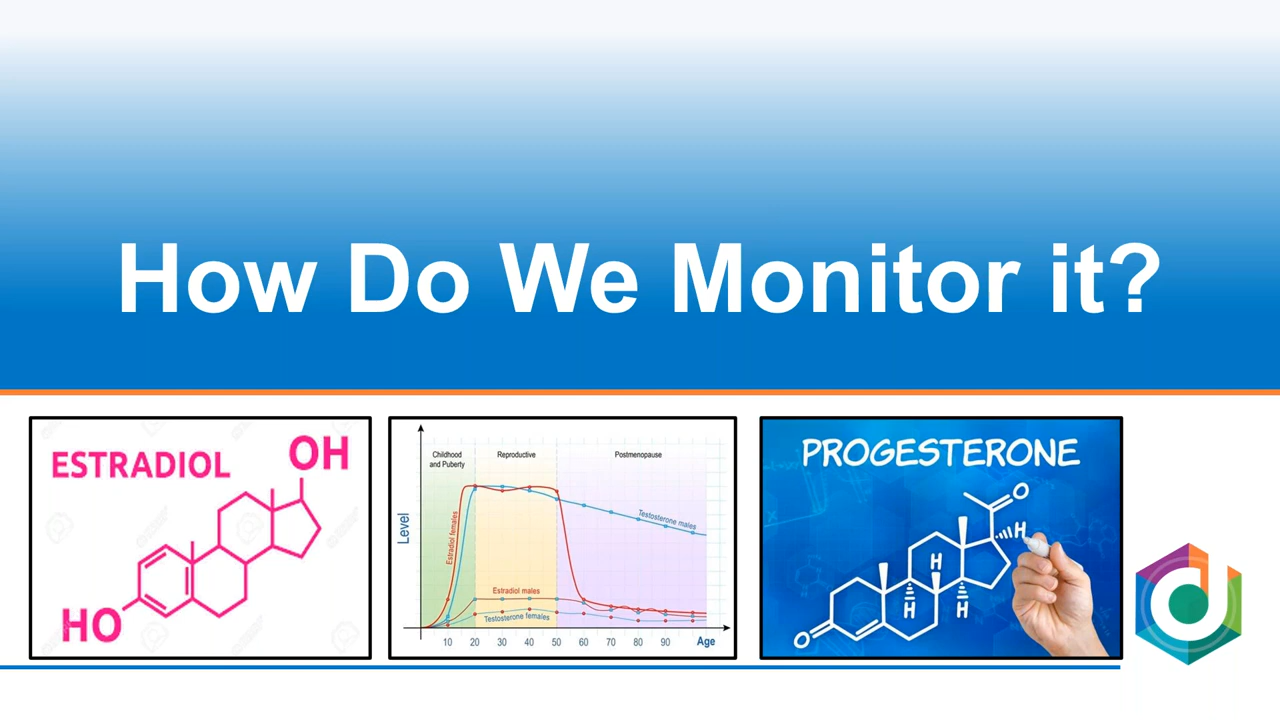 How Do We Monitor it?
ESTRADIOL
OH
HO
Childhood
and Puberty
Reproductive
Postmenopause
Level
Estradiol females
Testosterone males
Estradiol males
Testosterone females
10 20 30 40 50 60 70 80 90 Age
PROGESTERONE
O
H
H
H
H
O